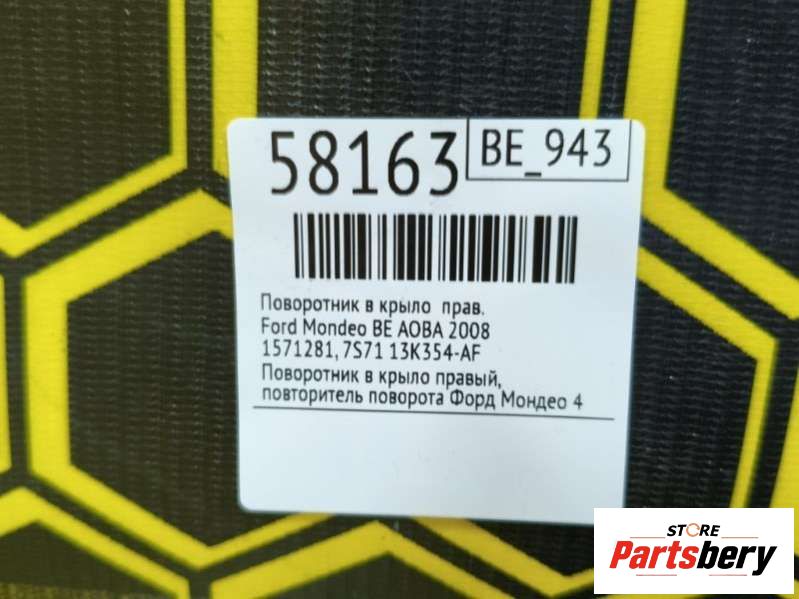 58163
BE_943
Поворотник в крыло прав.
Ford Mondeo BE AOBA 2008
1571281, 7S71 13K354-AF
Поворотник в крыло правый,
повторитель поворота Форд Мондео 4
STORE
Partsbery